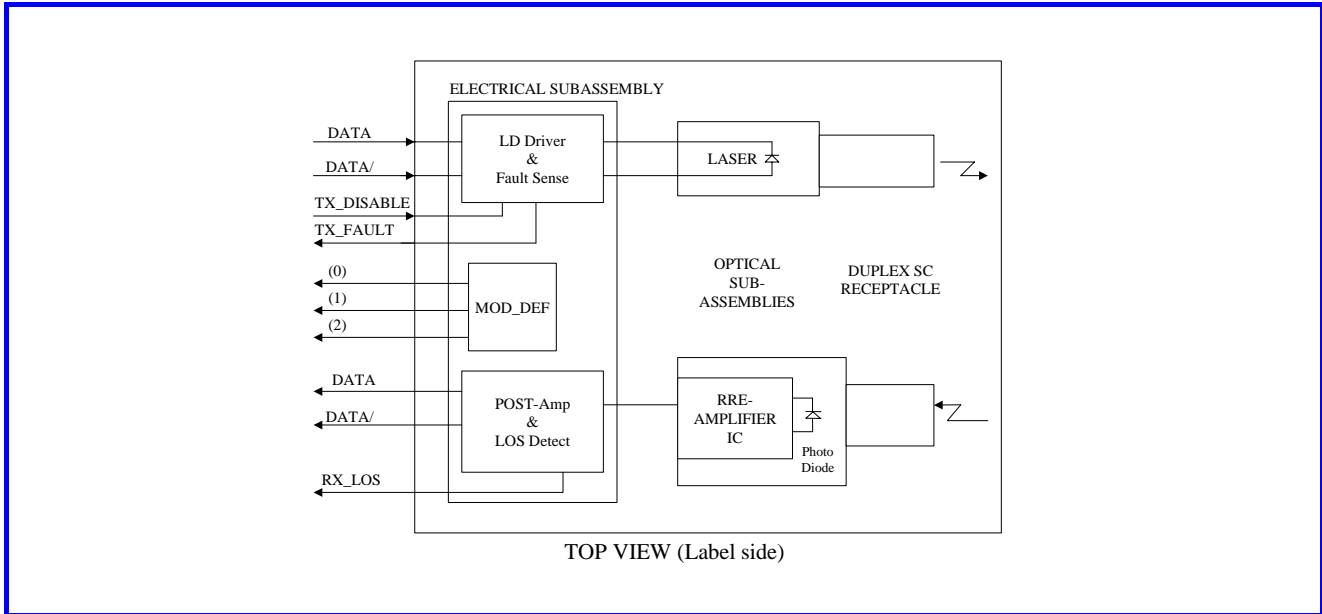 ELECTRICAL SUBASSEMBLY
DATA
DATA/
TX_DISABLE
TX_FAULT
LD Driver
&
Fault Sense
LASER
(0)
(1)
(2)
MOD_DEF
OPTICAL
SUB-
ASSEMBLIES
DUPLEX SC
RECEPTACLE
DATA
DATA/
RX_LOS
POST-Amp
&
LOS Detect
RRE-
AMPLIFIER
IC
Photo
Diode
TOP VIEW (Label side)